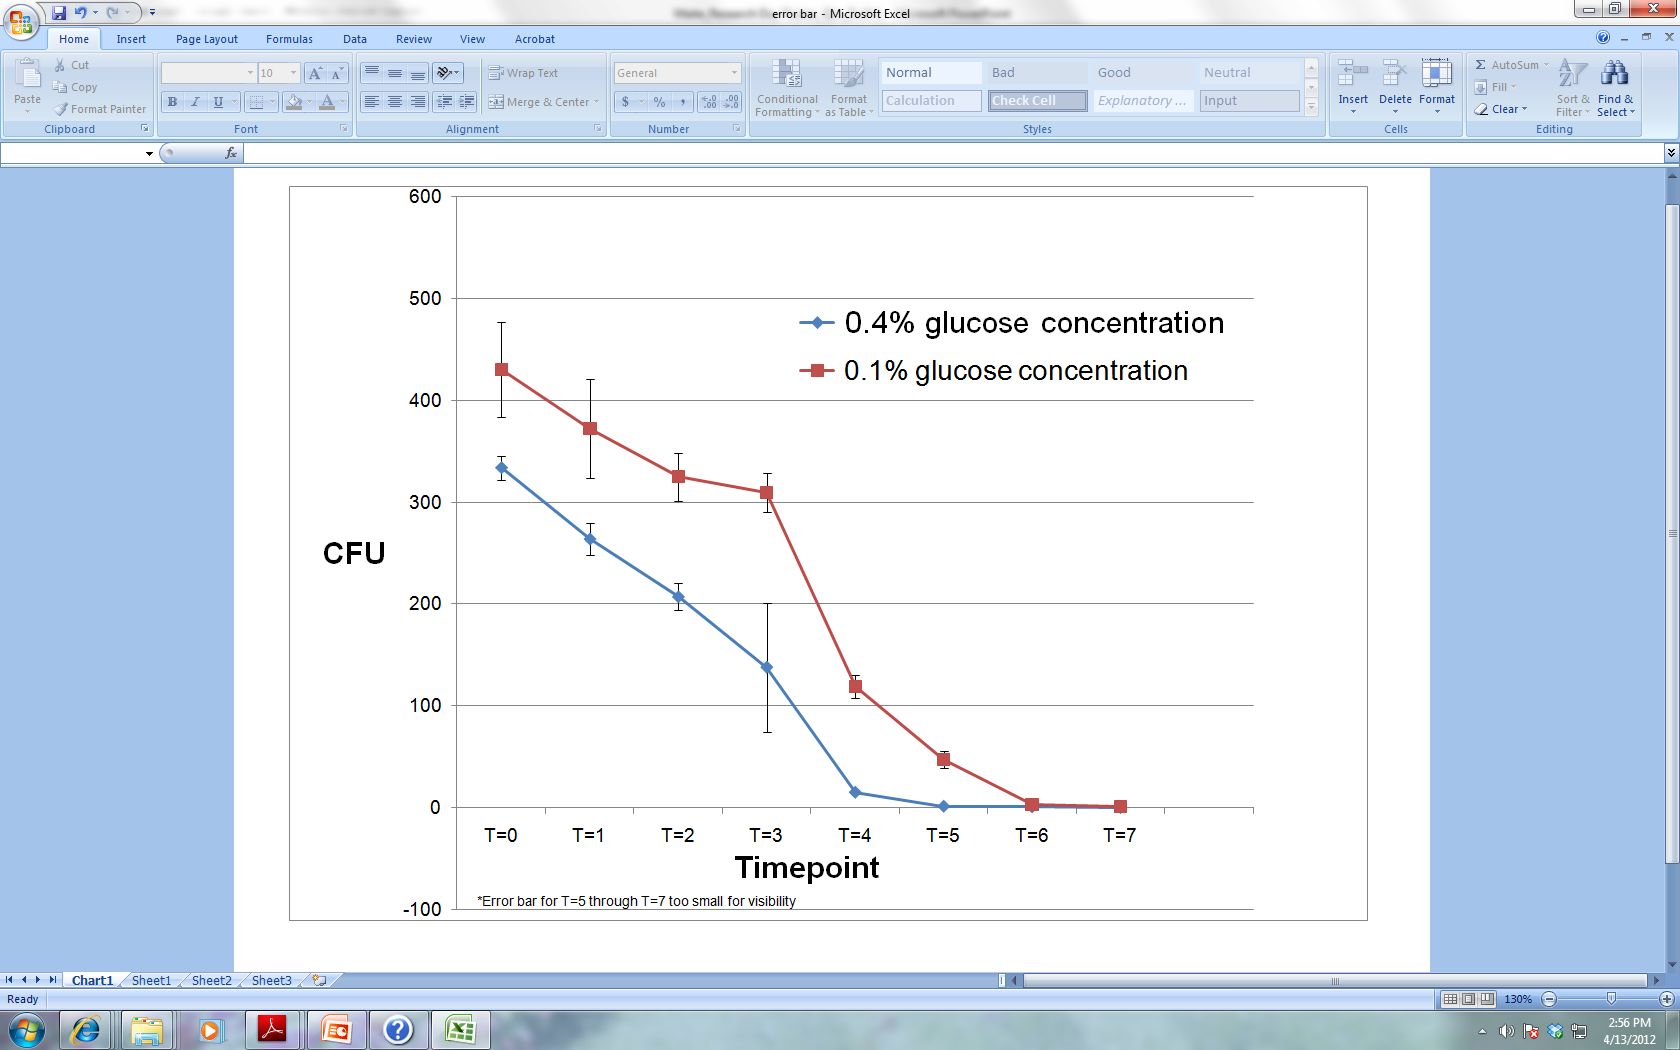 error bar - Microsoft Excel
Home Insert Page Layout Formulas Data Review View Acrobat
Paste
Cut
Copy
Format Painter
Clipboard
10
Font
Wrap Text
Merge & Center
Alignment
General
$ % ,
Number
Conditional Formatting
Format as Table
Normal Bad Good Neutral
Calculation Check Cell Explanatory ... Input
Styles
Insert Delete Format
Cells
AutoSum
Fill
Clear
Sort & Filter
Find & Select
Editing
fx
600
500
400
300
200
100
0
-100
CFU
0.4% glucose concentration
0.1% glucose concentration
T=0 T=1 T=2 T=3 T=4 T=5 T=6 T=7
Timepoint
*Error bar for T=5 through T=7 too small for visibility
Chart1 Sheet1 Sheet2 Sheet3
Ready
130%
2:56 PM
4/13/2012